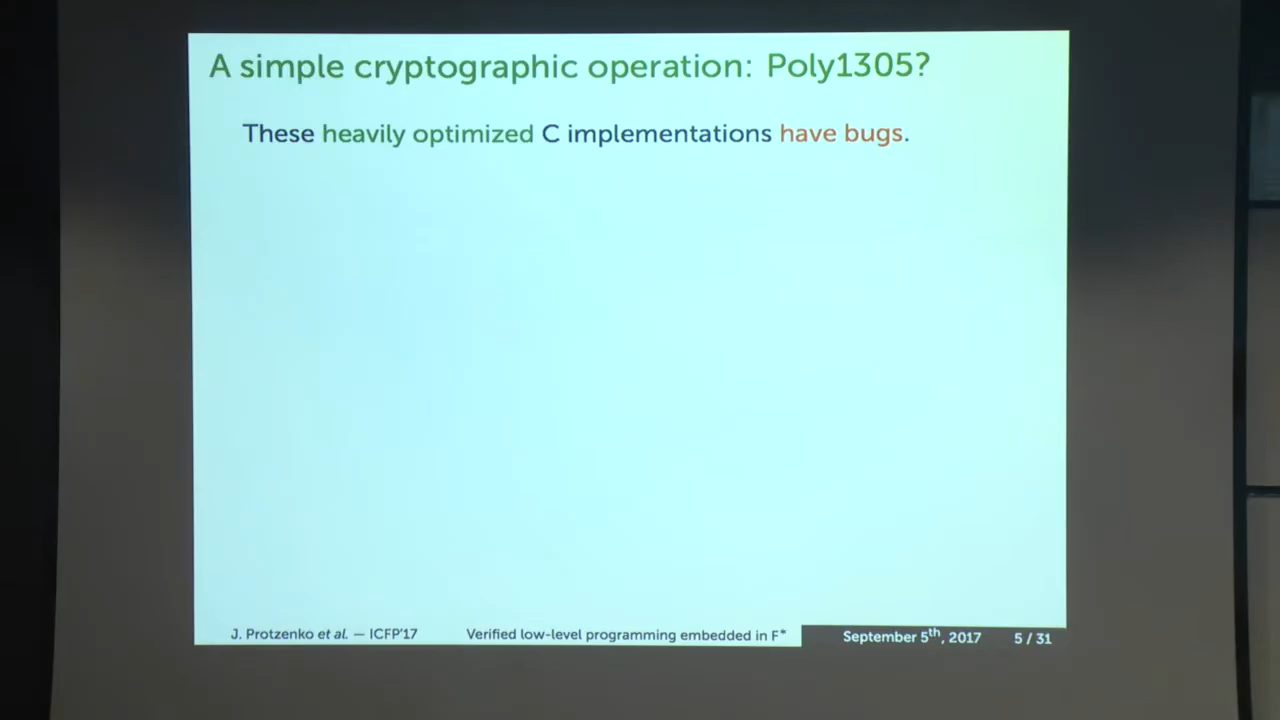 A simple cryptographic operation: Poly1305?
These heavily optimized C implementations have bugs.
J. Protzenko et al. — ICFP'17 Verified low-level programming embedded in F* September 5th, 2017 5 / 31